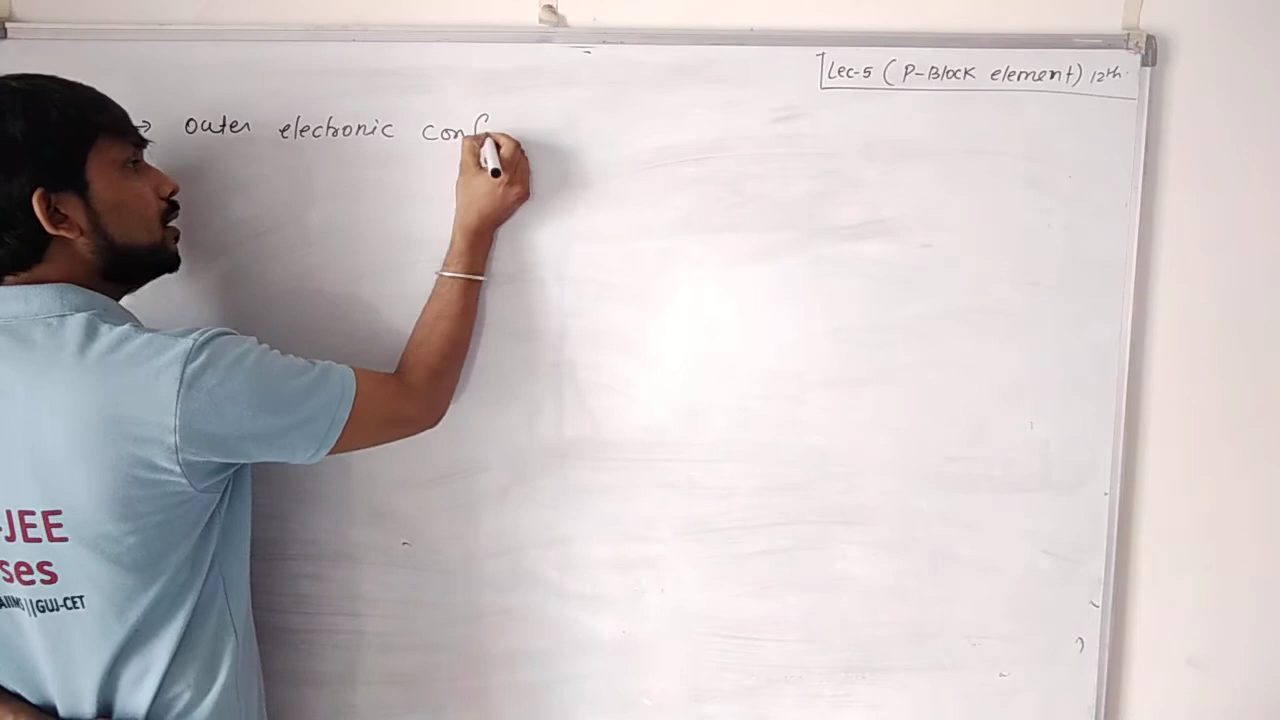 Lec-5 (P-Block element) 12th.
→ outer electronic conf
-JEE
ses
AIIMS||GUJ-CET